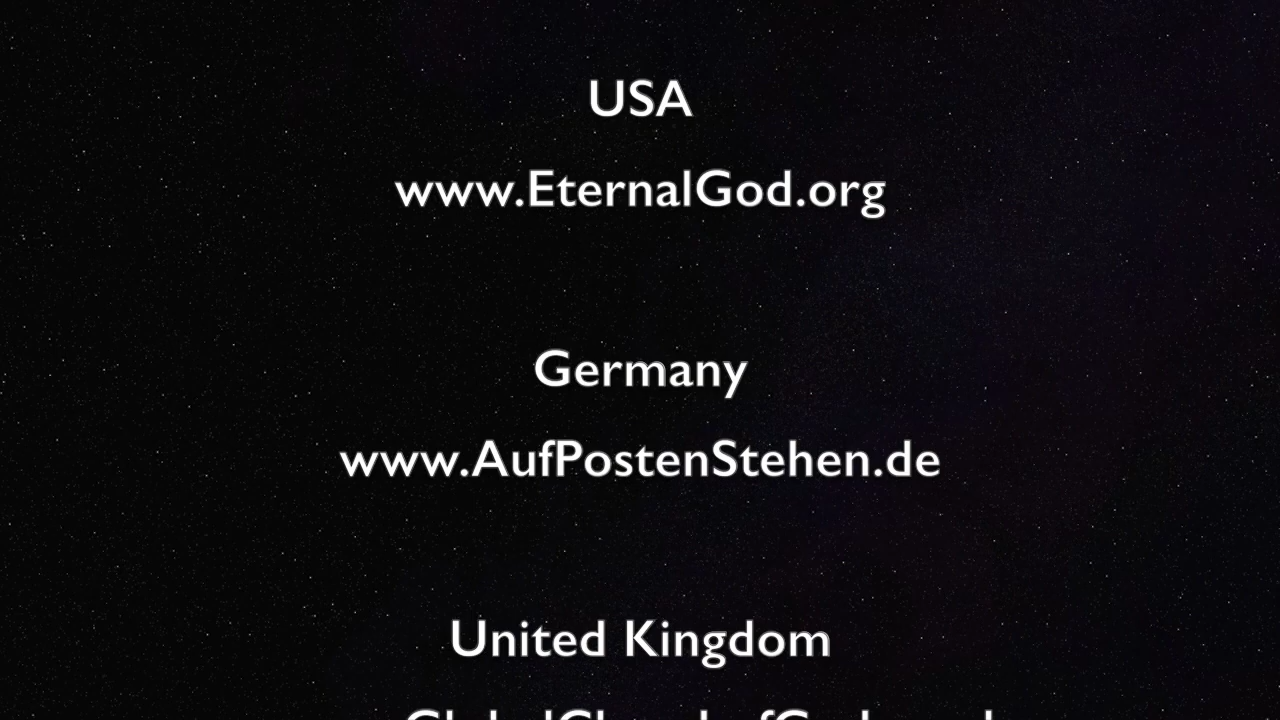 USA
www.EternalGod.org
Germany
www.AufPostenStehen.de
United Kingdom